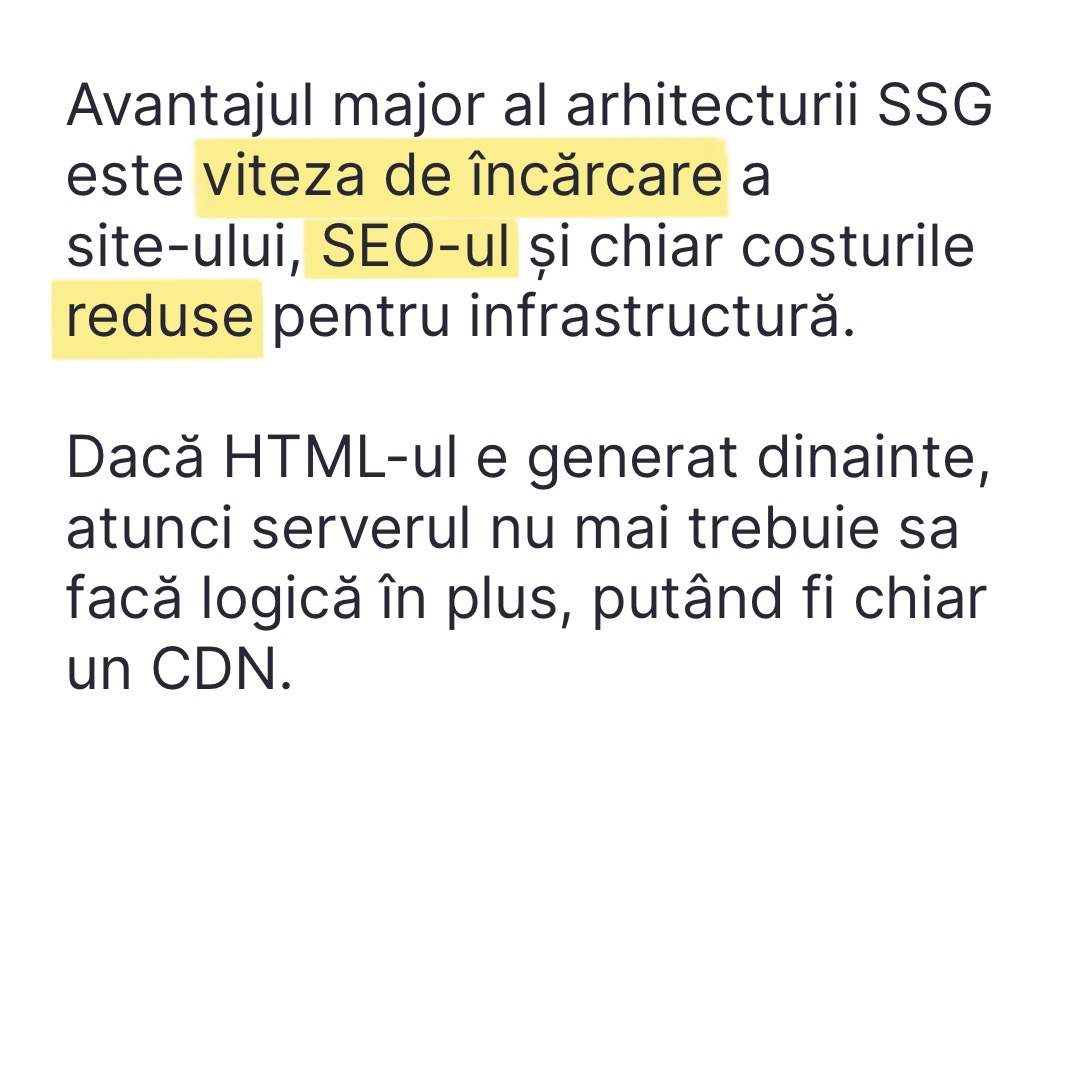 Avantajul major al arhitecturii SSG
este viteza de încărcare a
site-ului, SEO-ul și chiar costurile
reduse pentru infrastructură.
Dacă HTML-ul e generat dinainte,
atunci serverul nu mai trebuie sa
facă logică în plus, putând fi chiar
un CDN.